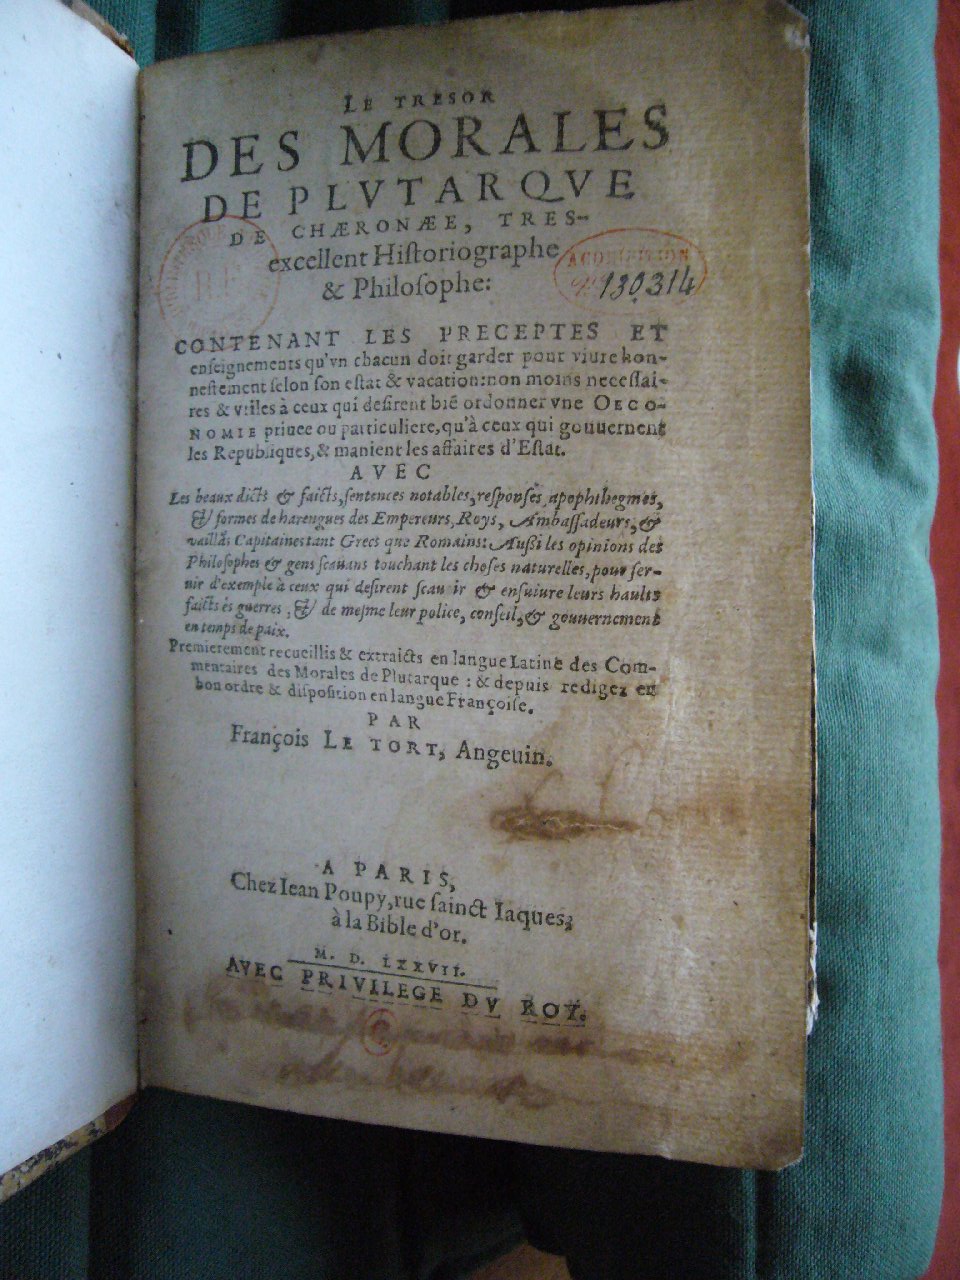 LE TRESOR
DES MORALES
DE PLVTARQVE
DE CHÆRONÆE, TRES-
excellent Hiſtoriographe
& Philoſophe:
ACQUISITION
130314
CONTENANT LES PRECEPTES ET
enſeignements qu'vn chacun doit garder pour viure hon-
neſtement ſelon ſon eſtat & vacation: non moins neceſſai-
res & vtiles à ceux qui deſirent biẽ ordonner vne OECO-
NOMIE priuee ou particuliere, qu'à ceux qui gouuernent
les Republiques, & manient les affaires d'Eſtat.
AVEC
Les beaux dicts & faicts, ſentences notables, reſponſes, apophthegmes,
& formes de harengues des Empereurs, Roys, Ambaſſadeurs, &
vaillãs Capitaines tant Grecs que Romains: Auſsi les opinions des
Philoſophes & gens ſcauans touchant les choſes naturelles, pour ſer-
uir d'exemple à ceux qui deſirent ſcauoir & enſuiure leurs haults
faicts és guerres, & de meſme leur police, conſeil, & gouuernement
en temps de paix.
Premierement recueillis & extraicts en langue Latine des Com-
mentaires des Morales de Plutarque: & depuis redigez en
bon ordre & diſpoſition en langue Françoiſe.
PAR
François LE TORT, Angeuin.
A PARIS,
Chez Iean Poupy, rue ſainct Iaques,
à la Bible d'or.
M. D. LXXVII.
AVEC PRIVILEGE DV ROY.